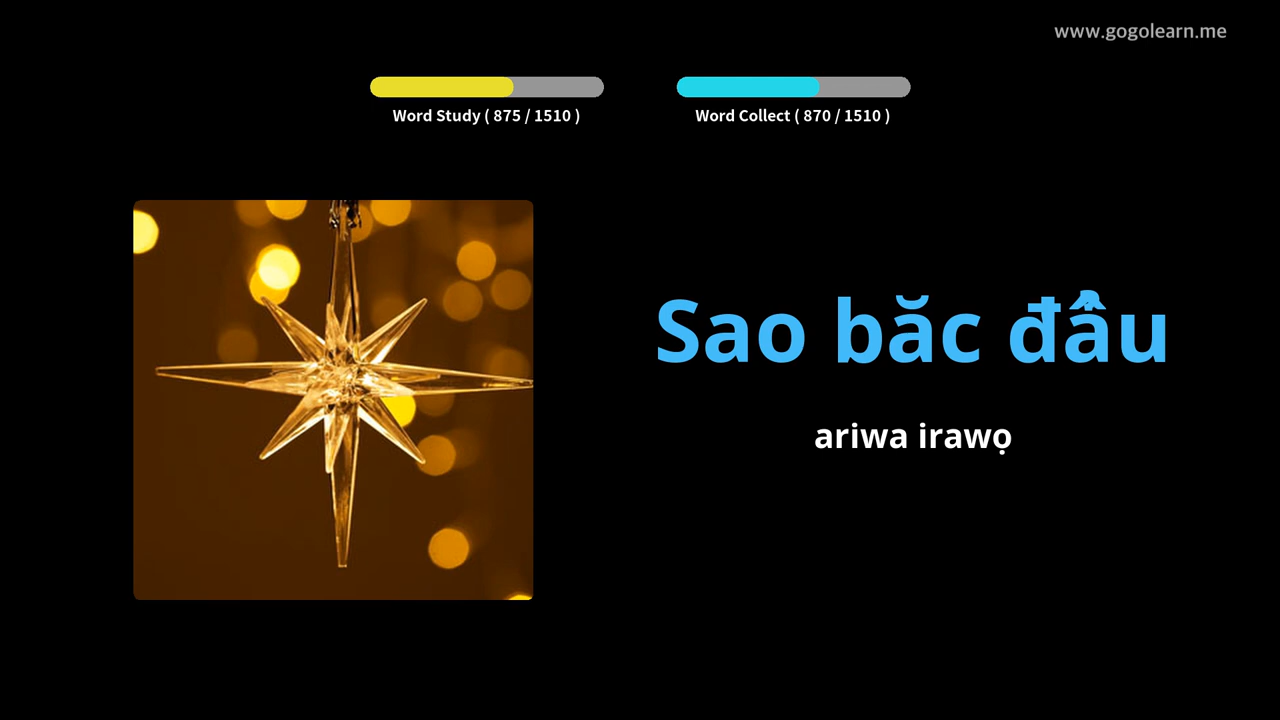 www.gogolearn.me
Word Study ( 875 / 1510 )
Word Collect ( 870 / 1510 )
Sao băc đẩu
ariwa irawọ